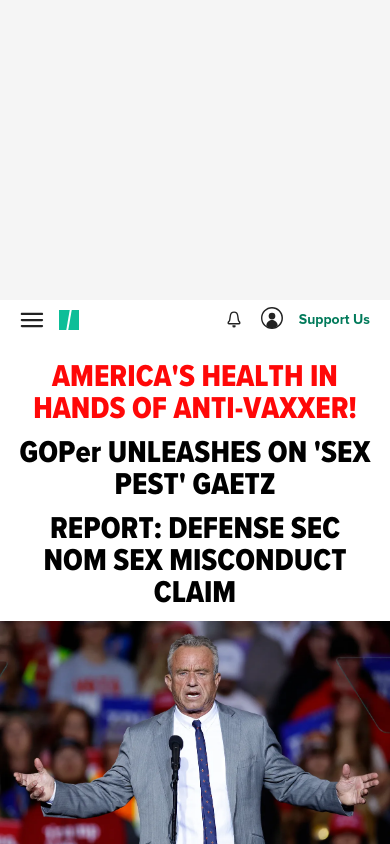 Support Us
AMERICA'S HEALTH IN
HANDS OF ANTI-VAXXER!
GOPer UNLEASHES ON 'SEX
PEST' GAETZ
REPORT: DEFENSE SEC
NOM SEX MISCONDUCT
CLAIM